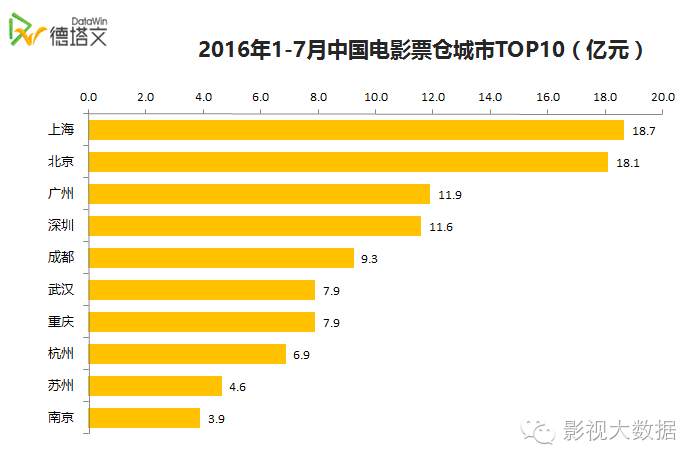 DataWin
德塔文
2016年1-7月中国电影票仓城市TOP10（亿元）
0.0 2.0 4.0 6.0 8.0 10.0 12.0 14.0 16.0 18.0 20.0
上海 18.7
北京 18.1
广州 11.9
深圳 11.6
成都 9.3
武汉 7.9
重庆 7.9
杭州 6.9
苏州 4.6
南京 3.9
影视大数据